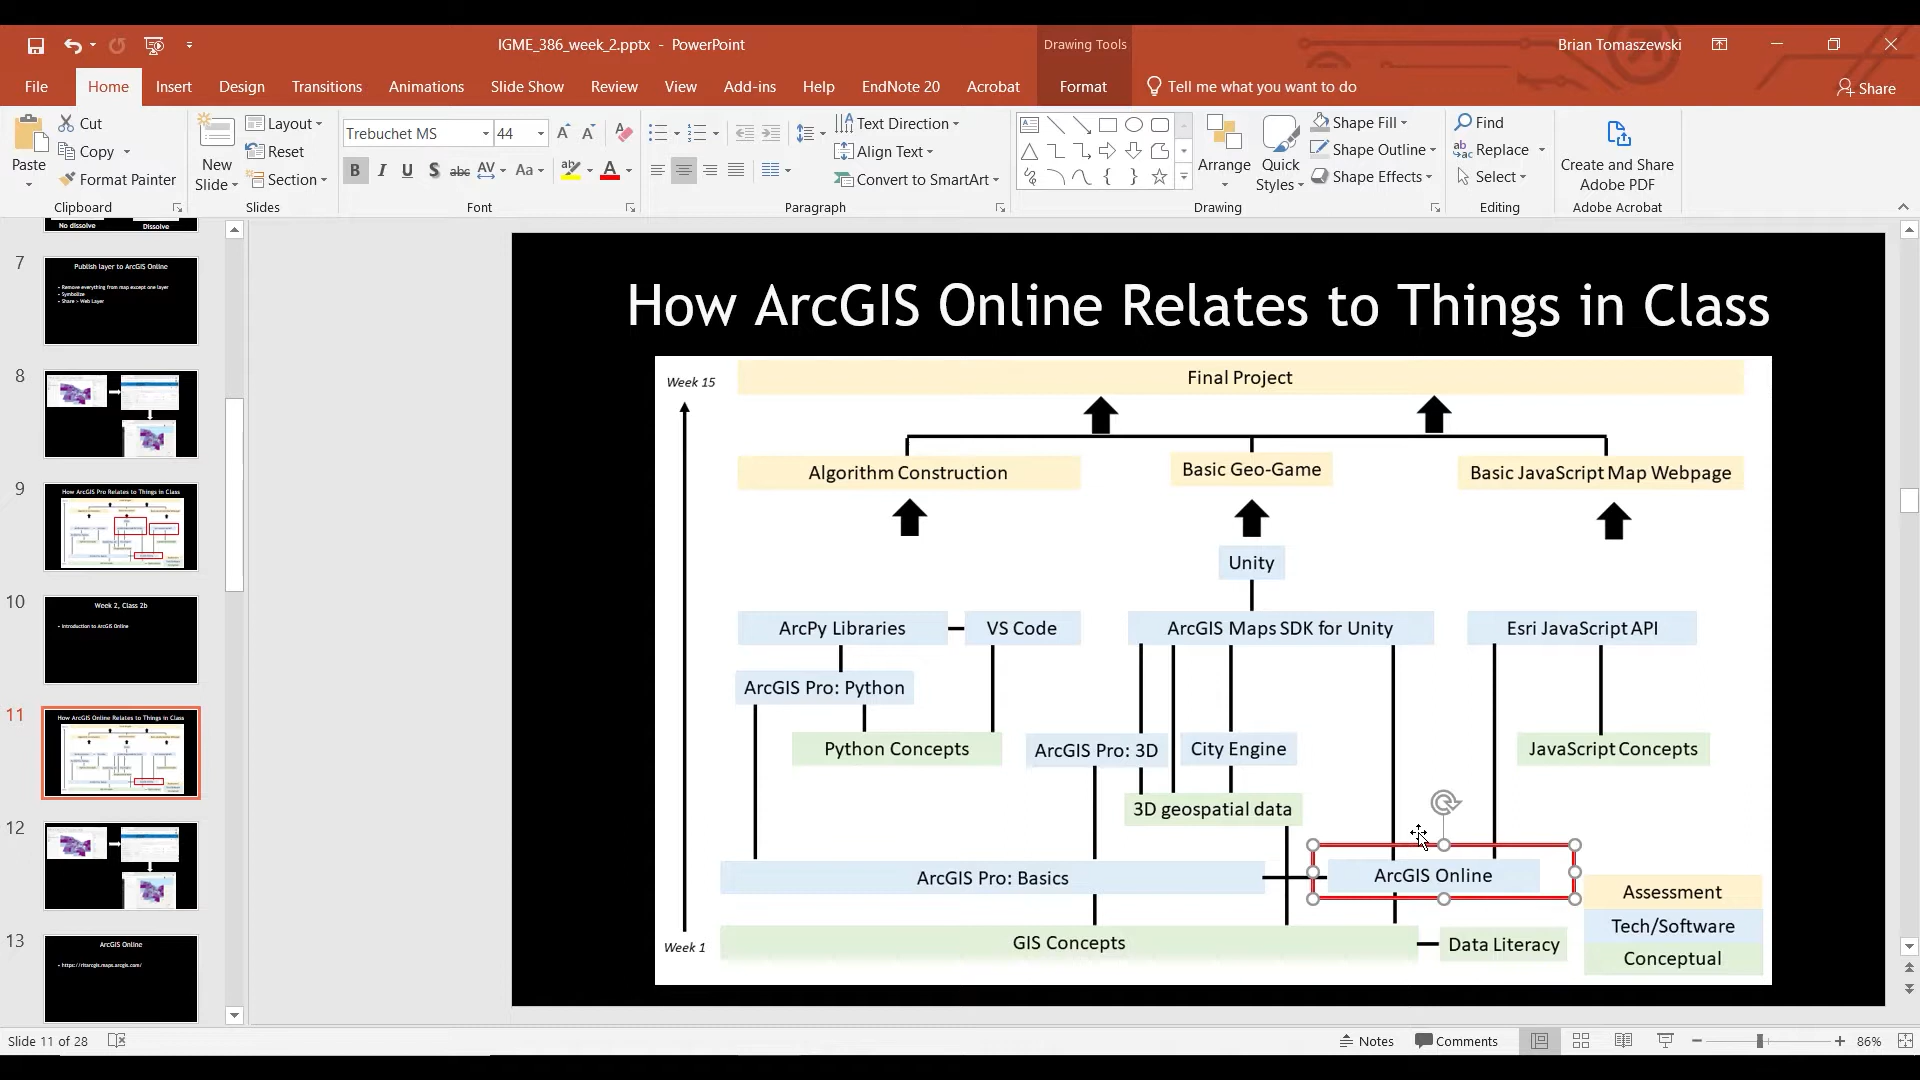 IGME_386_week_2.pptx - PowerPoint
Drawing Tools
Brian Tomaszewski
File
Home
Insert
Design
Transitions
Animations
Slide Show
Review
View
Add-ins
Help
EndNote 20
Acrobat
Format
Tell me what you want to do
Share
Paste
Cut
Copy
Format Painter
Clipboard
New Slide
Layout
Reset
Section
Slides
Trebuchet MS
44
B I U S abc AV Aa A
Font
Text Direction
Align Text
Convert to SmartArt
Paragraph
Arrange
Quick Styles
Shape Fill
Shape Outline
Shape Effects
Drawing
Find
Replace
Select
Editing
Create and Share Adobe PDF
Adobe Acrobat
No dissolve
Dissolve
7
Publish layer to ArcGIS Online
Remove everything from map except one layer
Symbolize
Share > Web Layer
8
9
How ArcGIS Pro Relates to Things in Class
10
Week 2, Class 2b
Introduction to ArcGIS Online
11
How ArcGIS Online Relates to Things in Class
12
13
ArcGIS Online
https://ritarcgis.maps.arcgis.com/
How ArcGIS Online Relates to Things in Class
Week 15
Final Project
Algorithm Construction
Basic Geo-Game
Basic JavaScript Map Webpage
Unity
ArcPy Libraries
VS Code
ArcGIS Maps SDK for Unity
Esri JavaScript API
ArcGIS Pro: Python
Python Concepts
ArcGIS Pro: 3D
City Engine
JavaScript Concepts
3D geospatial data
ArcGIS Pro: Basics
ArcGIS Online
Assessment
Tech/Software
Conceptual
Week 1
GIS Concepts
Data Literacy
Slide 11 of 28
Notes
Comments
86%